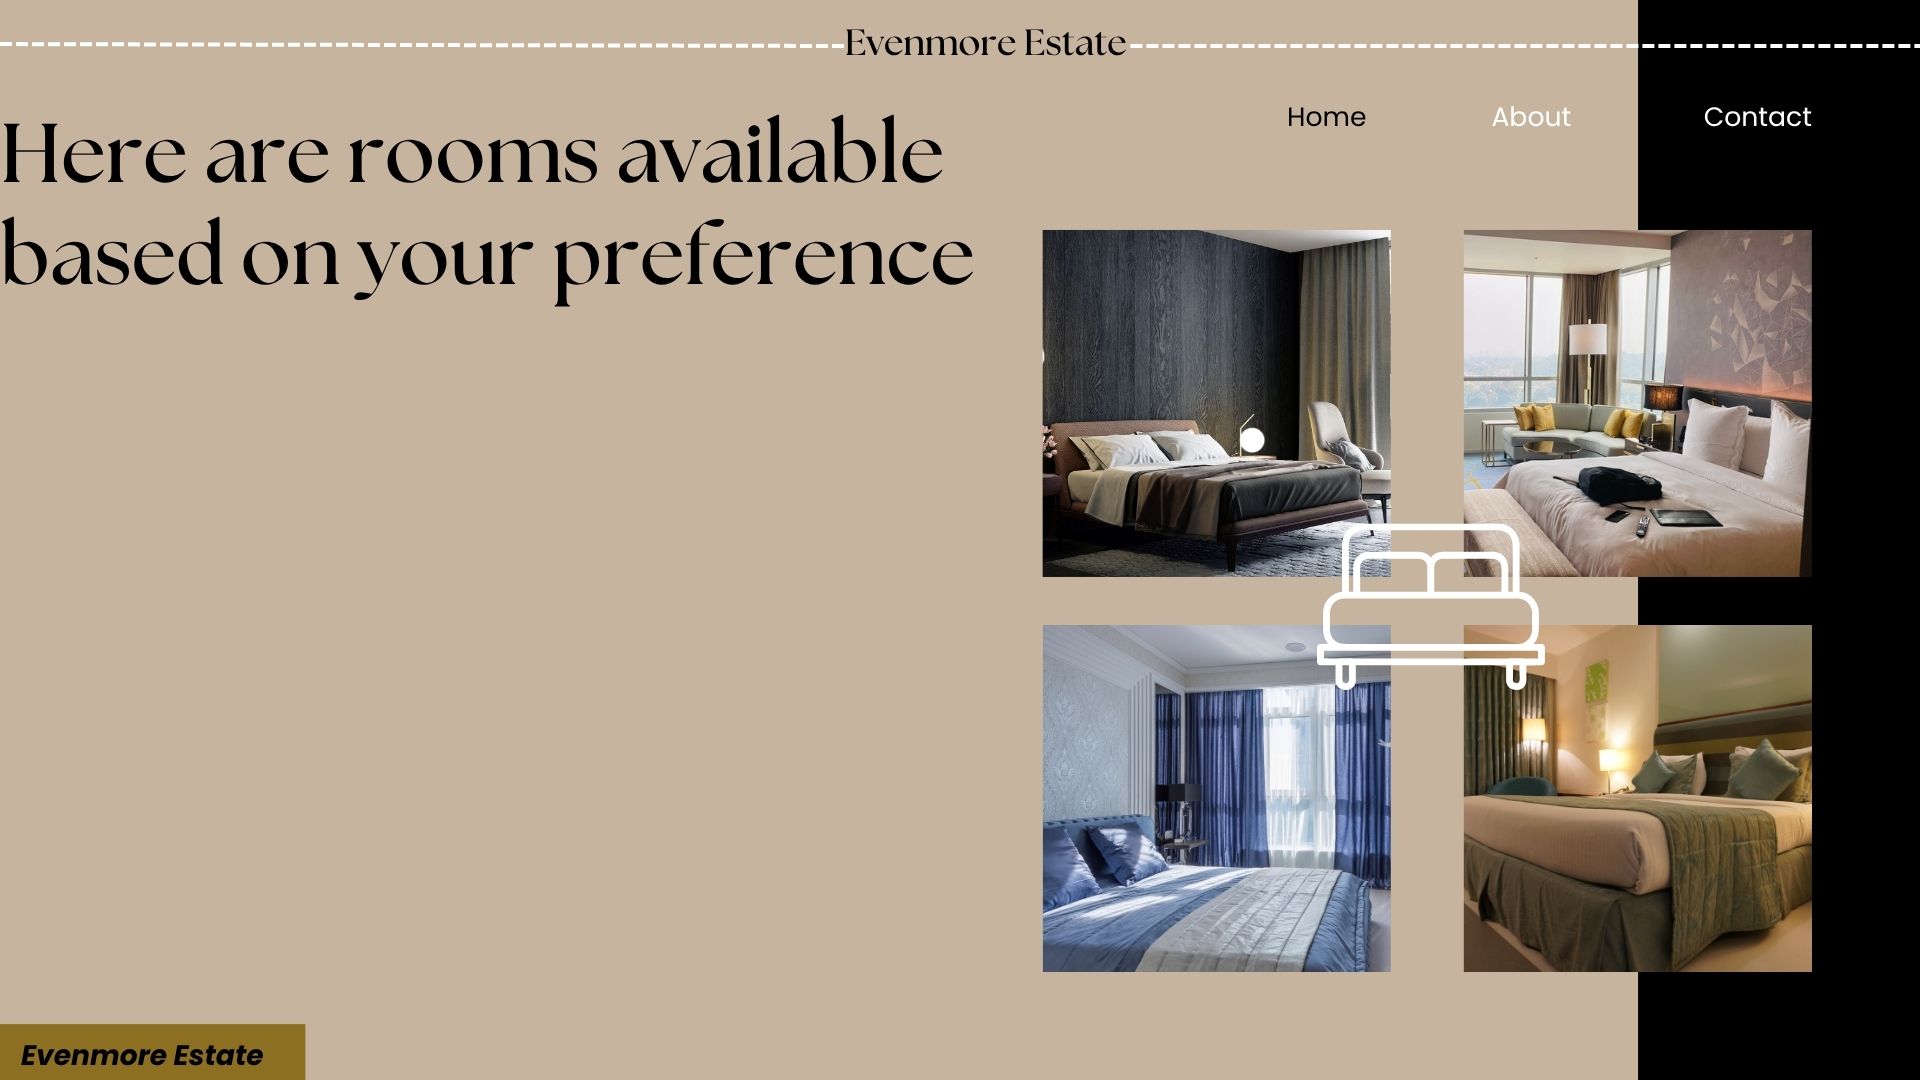 Evenmore Estate
Home About Contact
Here are rooms available
based on your preference
Evenmore Estate